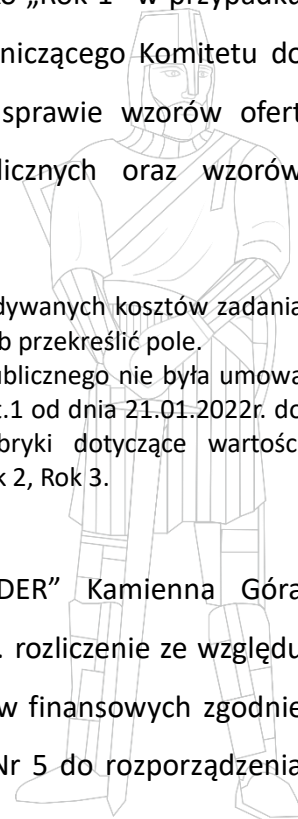 „Rok 1” w przypadku
niczącego Komitetu do
sprawie wzorów ofert
licznych oraz wzorów
dywanych kosztów zadania
b przekreślić pole.
ublicznego nie była umowa
t.1 od dnia 21.01.2022r. do
bryki dotyczące wartości
k 2, Rok 3.
DER” Kamienna Góra
. rozliczenie ze względu
w finansowych zgodnie
Nr 5 do rozporządzenia